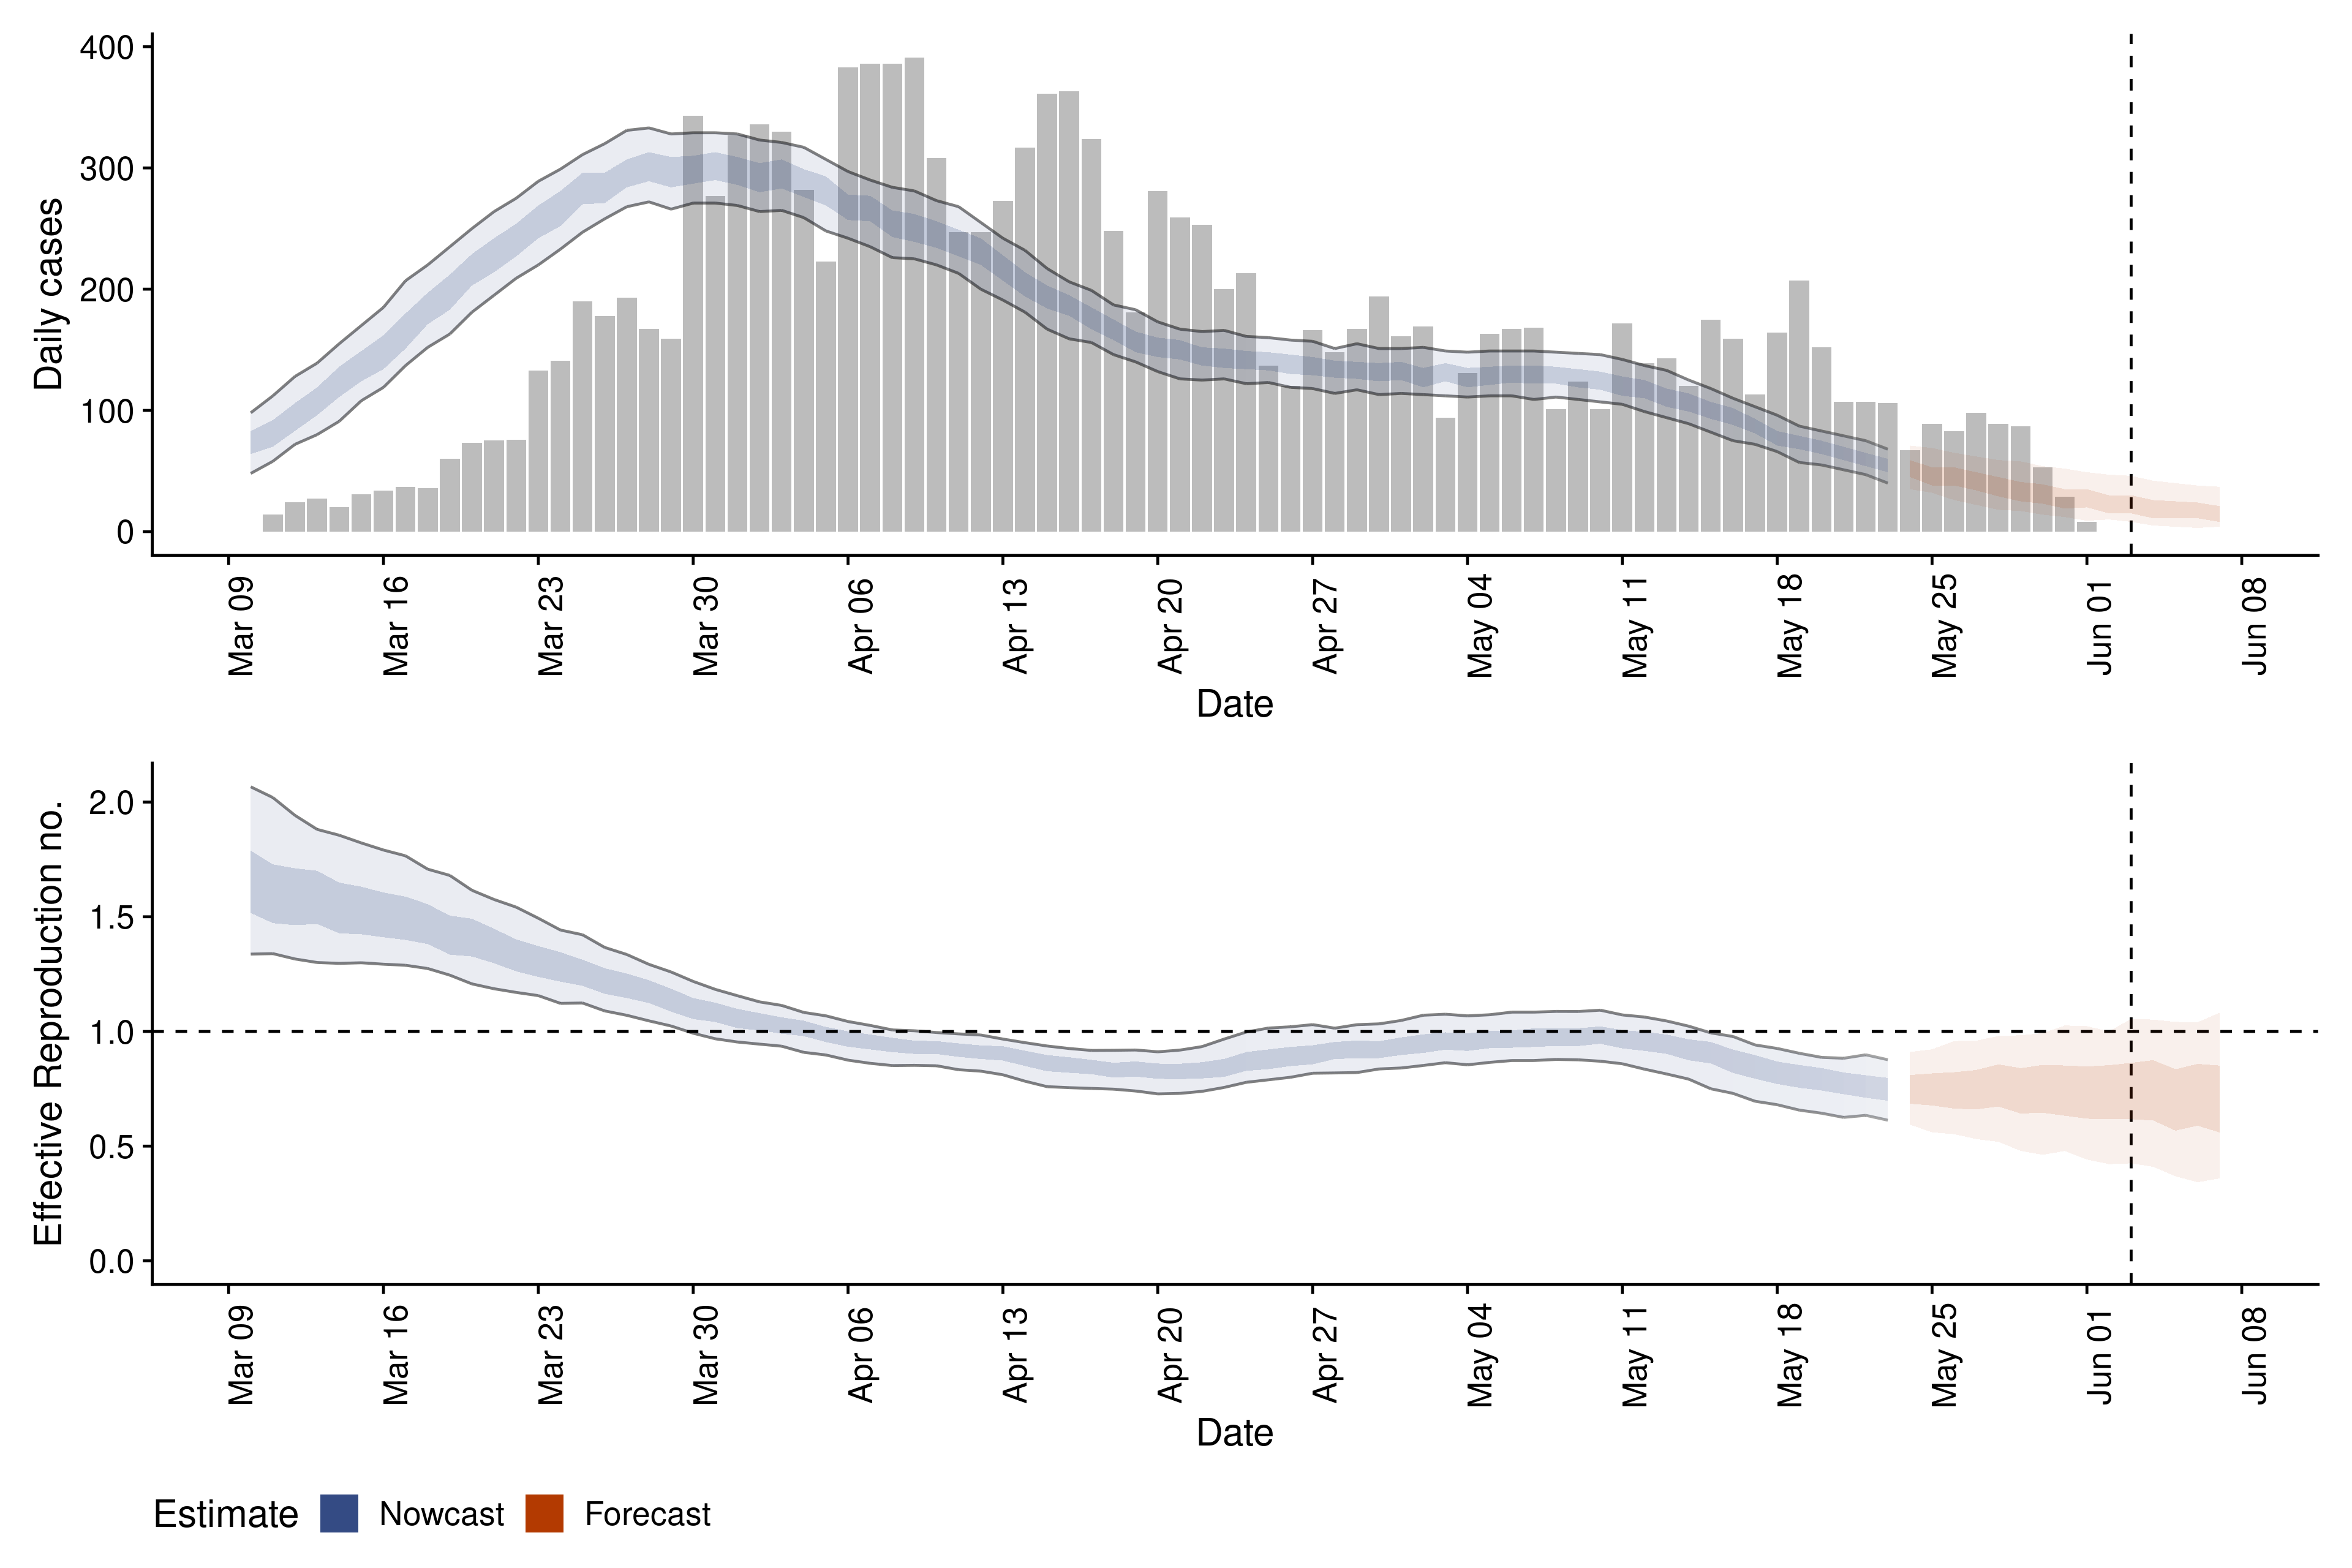 Daily cases
400
300
200
100
0
Mar 09 Mar 16 Mar 23 Mar 30 Apr 06 Apr 13 Apr 20 Apr 27 May 04 May 11 May 18 May 25 Jun 01 Jun 08
Date
Effective Reproduction no.
2.0
1.5
1.0
0.5
0.0
Mar 09 Mar 16 Mar 23 Mar 30 Apr 06 Apr 13 Apr 20 Apr 27 May 04 May 11 May 18 May 25 Jun 01 Jun 08
Date
Estimate Nowcast Forecast